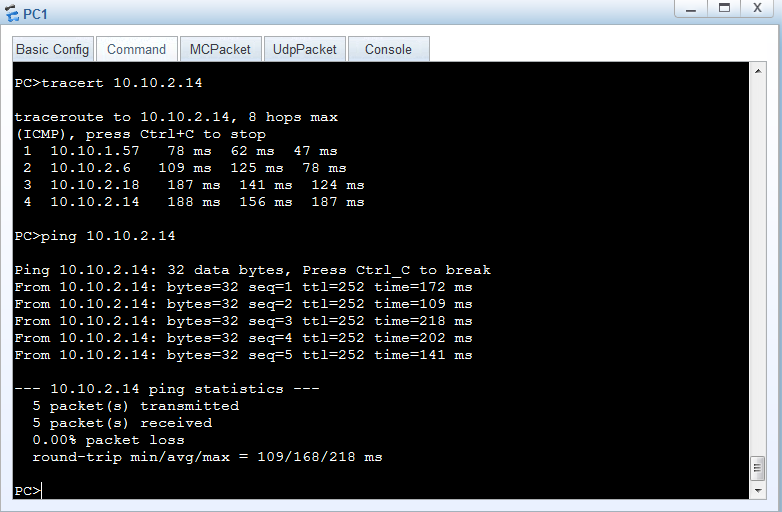 PC1
Basic Config Command MCPacket UdpPacket Console
PC>tracert 10.10.2.14
traceroute to 10.10.2.14, 8 hops max
(ICMP), press Ctrl+C to stop
1 10.10.1.57 78 ms 62 ms 47 ms
2 10.10.2.6 109 ms 125 ms 78 ms
3 10.10.2.18 187 ms 141 ms 124 ms
4 10.10.2.14 188 ms 156 ms 187 ms
PC>ping 10.10.2.14
Ping 10.10.2.14: 32 data bytes, Press Ctrl_C to break
From 10.10.2.14: bytes=32 seq=1 ttl=252 time=172 ms
From 10.10.2.14: bytes=32 seq=2 ttl=252 time=109 ms
From 10.10.2.14: bytes=32 seq=3 ttl=252 time=218 ms
From 10.10.2.14: bytes=32 seq=4 ttl=252 time=202 ms
From 10.10.2.14: bytes=32 seq=5 ttl=252 time=141 ms
--- 10.10.2.14 ping statistics ---
5 packet(s) transmitted
5 packet(s) received
0.00% packet loss
round-trip min/avg/max = 109/168/218 ms
PC>